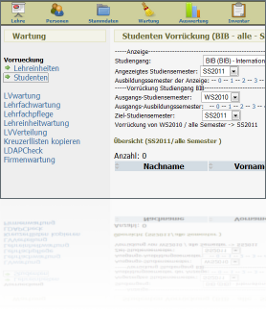 Lehre Personen Stammdaten Wartung Auswertung Inventar
Wartung
Studenten Vorrückung (BIB - alle - S
Vorrueckung
Lehreinheiten
Studenten
LVwartung
Lehrfachwartung
Lehrfachpflege
Lehreinheitwartung
LVVerteilung
Kreuzerllisten kopieren
LDAPCheck
Firmenwartung
Anzeige
Studiengang: BIB (BIB) - Internation
Angezeigtes Studiensemester: SS2011
Ausbildungssemester der Anzeige: -- 0 -- 1 -- 2 -- 3 --
Vorrückung Studiengang BIB
Ausgangs-Studiensemester: WS2010
Ausgangs-Ausbildungssemester: -- 0 -- 1 -- 2 -- 3 --
Ziel-Studiensemester: SS2011
Vorrückung von WS2010 / alle Semester -> SS2011
Übersicht (SS2011/alle Semester )
Anzahl: 0
Nachname Vornam